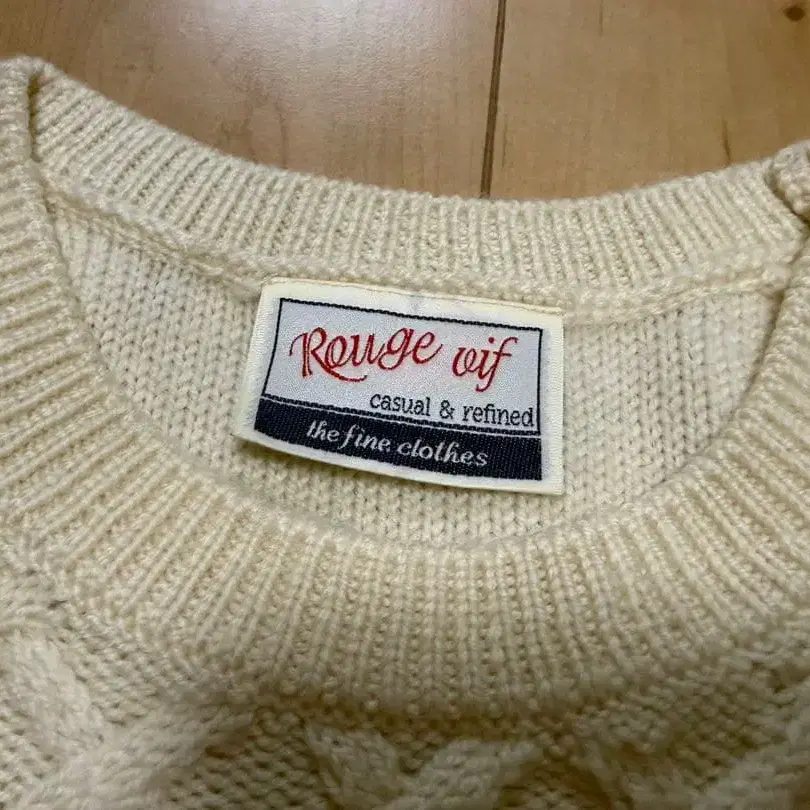 Rouge vif
casual & refined
the fine clothes